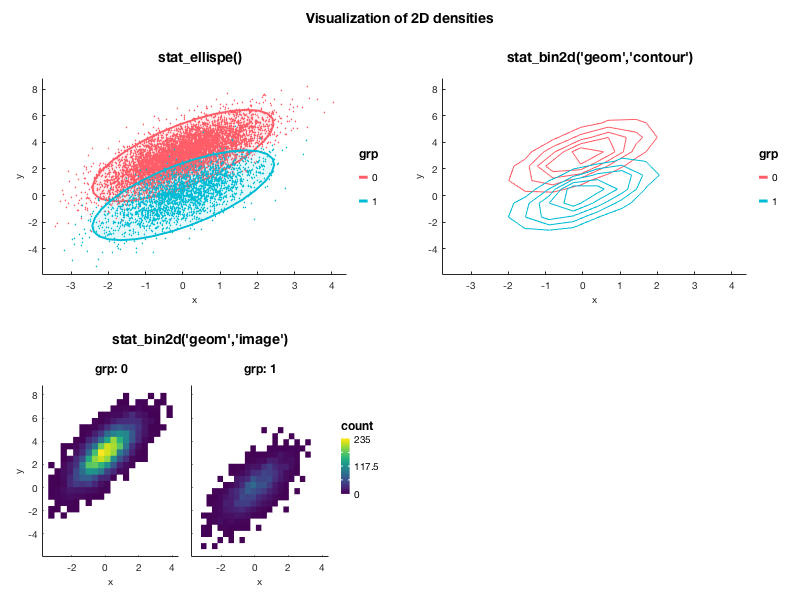 Visualization of 2D densities
stat_ellispe()
8
6
4
2
0
-2
-4
y
-3 -2 -1 0 1 2 3 4
x
grp
0
1
stat_bin2d('geom','contour')
8
6
4
2
0
-2
-4
y
-3 -2 -1 0 1 2 3 4
x
grp
0
1
stat_bin2d('geom','image')
grp: 0
8
6
4
2
0
-2
-4
y
-2 0 2 4
x
grp: 1
-2 0 2 4
x
count
235
117.5
0